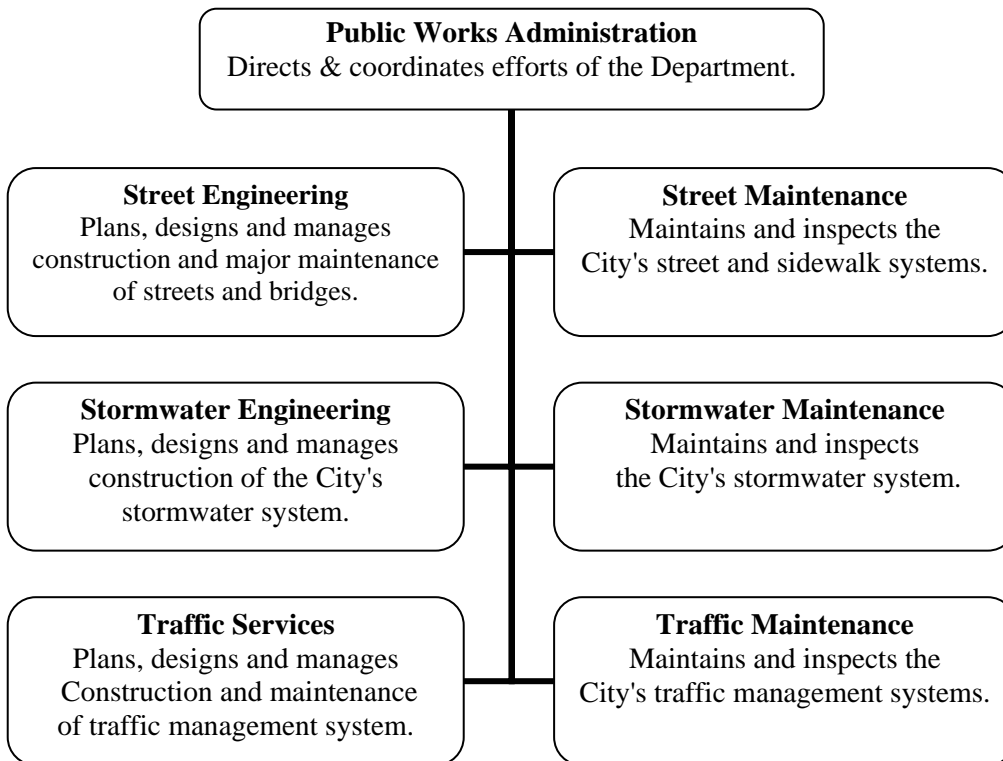 Public Works Administration
Directs & coordinates efforts of the Department.
Street Engineering
Plans, designs and manages
construction and major maintenance
of streets and bridges.
Street Maintenance
Maintains and inspects the
City's street and sidewalk systems.
Stormwater Engineering
Plans, designs and manages
construction of the City's
stormwater system.
Stormwater Maintenance
Maintains and inspects
the City's stormwater system.
Traffic Services
Plans, designs and manages
Construction and maintenance
of traffic management system.
Traffic Maintenance
Maintains and inspects the
City's traffic management systems.